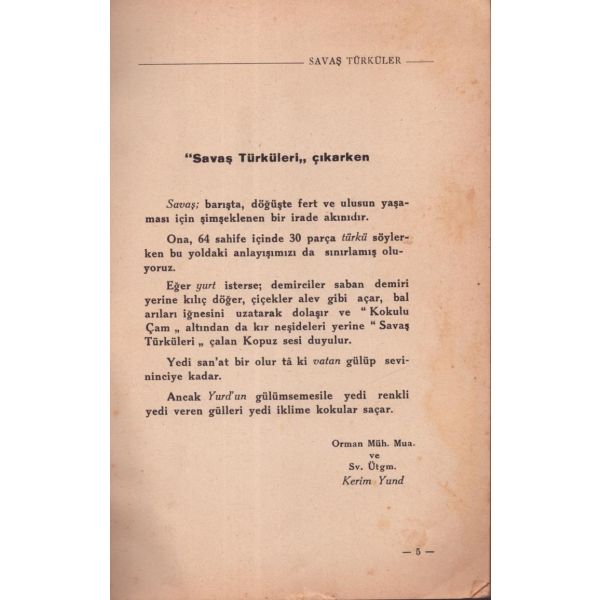 SAVAŞ TÜRKÜLER
"Savaş Türküleri„ çıkarken
Savaş; barışta, döğüşte fert ve ulusun yaşa-
ması için şimşeklenen bir irade akınıdır.
Ona, 64 sahife içinde 30 parça türkü söyler-
ken bu yoldaki anlayışımızı da sınırlamış olu-
yoruz.
Eğer yurt isterse; demirciler saban demiri
yerine kılıç döğer, çiçekler alev gibi açar, bal
arıları iğnesini uzatarak dolaşır ve " Kokulu
Çam „ altından da kır neşideleri yerine " Savaş
Türküleri „ çalan Kopuz sesi duyulur.
Yedi san'at bir olur tâ ki vatan gülüp sevi-
ninciye kadar.
Ancak Yurd'un gülümsemesile yedi renkli
yedi veren gülleri yedi iklime kokular saçar.
Orman Müh. Mua.
ve
Sv. Ütgm.
Kerim Yund
— 5 —